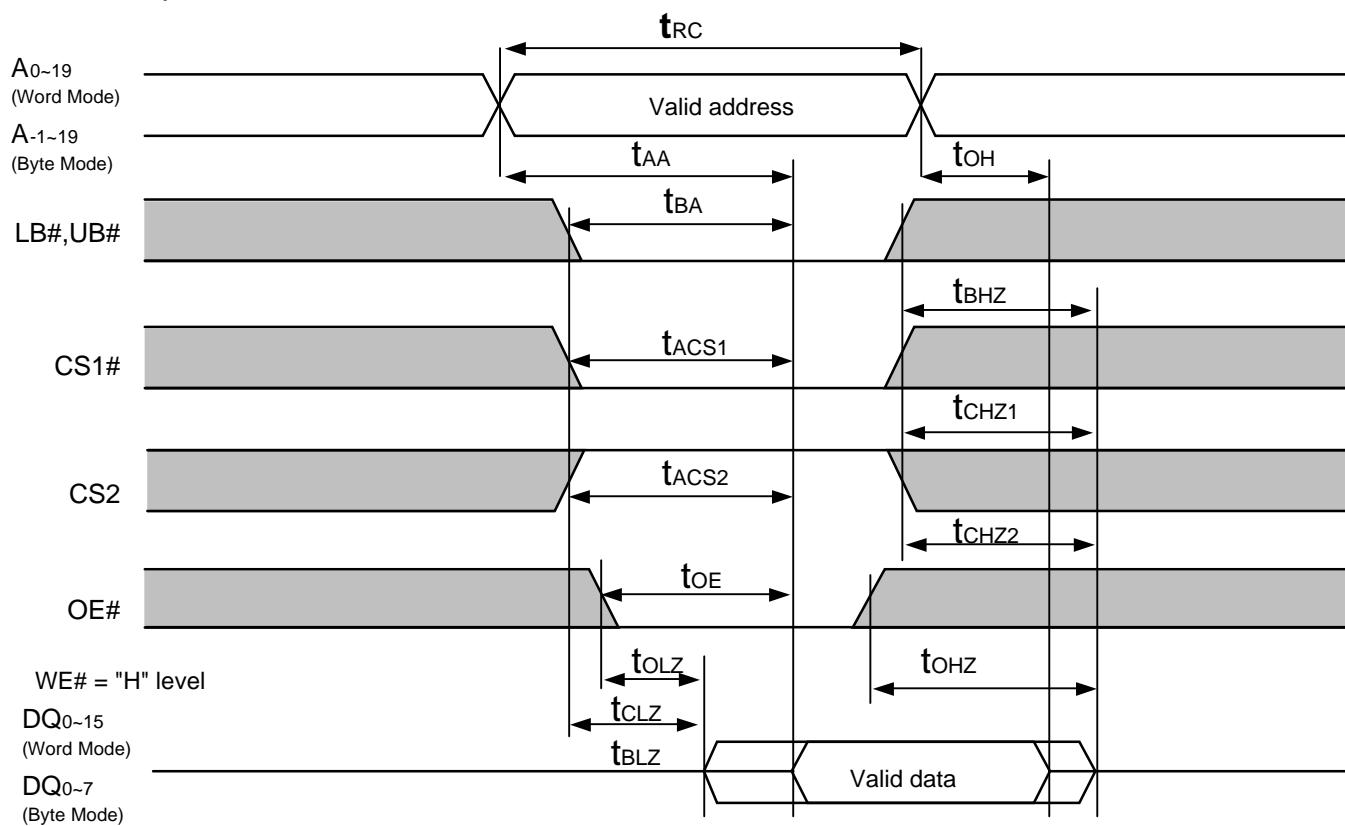 tRC
A0~19
(Word Mode)
Valid address
A-1~19
(Byte Mode)
tAA
tOH
tBA
LB#,UB#
tBHZ
tACS1
CS1#
tCHZ1
tACS2
CS2
tCHZ2
tOE
OE#
tOLZ
tOHZ
WE# = "H" level
tCLZ
DQ0~15
(Word Mode)
tBLZ
Valid data
DQ0~7
(Byte Mode)